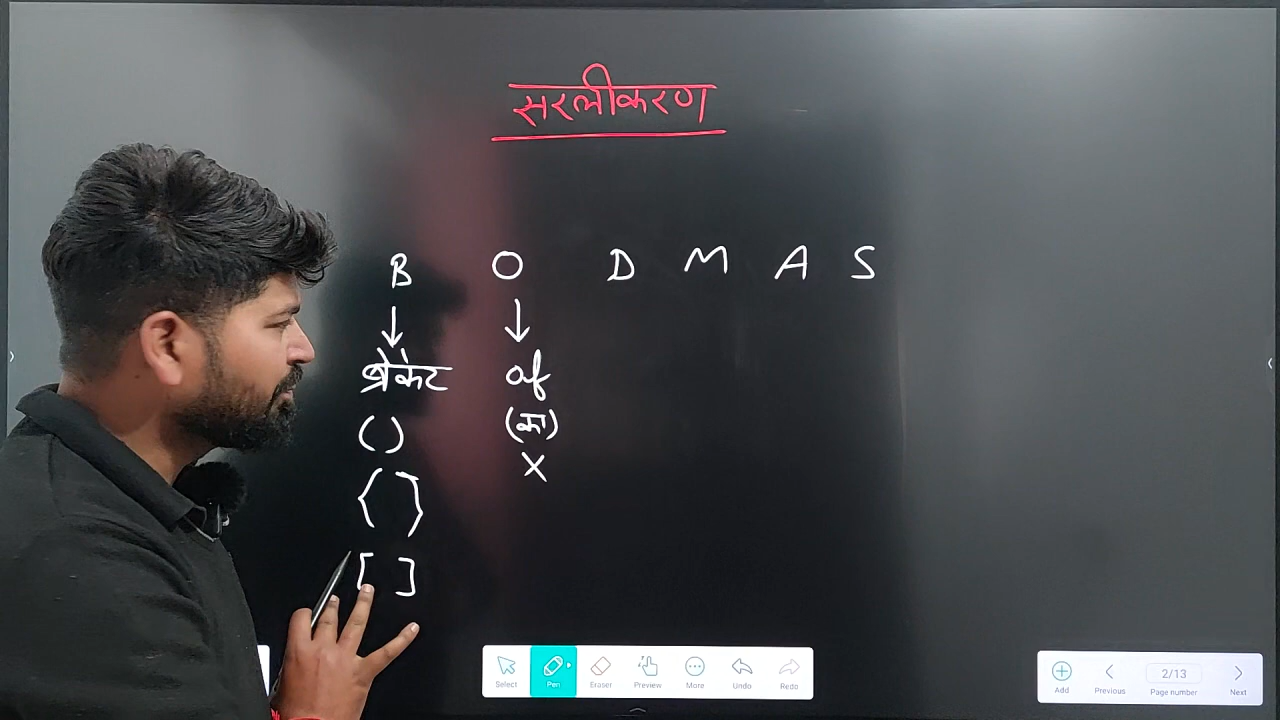 सरलीकरण
B O D M A S
↓ ↓
ब्रेकेट of
() (का)
{ } ×
[ ]
Select Pen Eraser Preview More Undo Redo
Add Previous 2/13 Page number Next